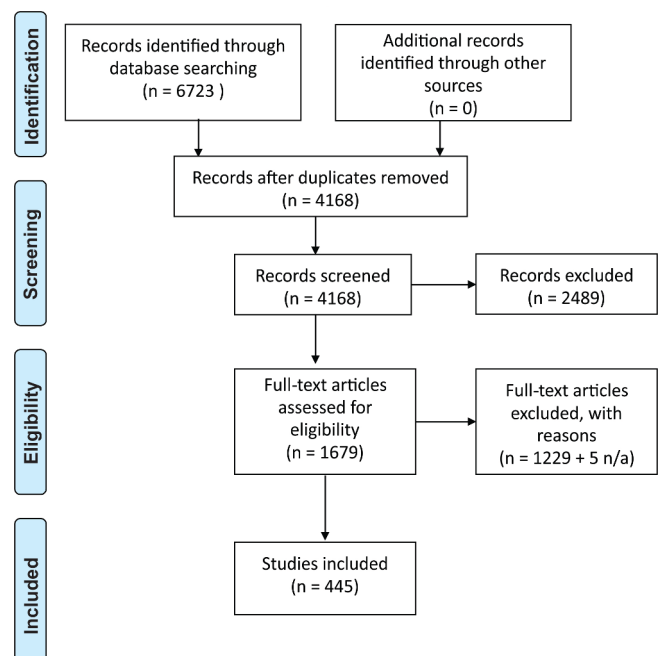 Identification
Records identified through
database searching
(n = 6723 )
Additional records
identified through other
sources
(n = 0)
Records after duplicates removed
(n = 4168)
Screening
Records screened
(n = 4168)
Records excluded
(n = 2489)
Eligibility
Full-text articles
assessed for
eligibility
(n = 1679)
Full-text articles
excluded, with
reasons
(n = 1229 + 5 n/a)
Included
Studies included
(n = 445)